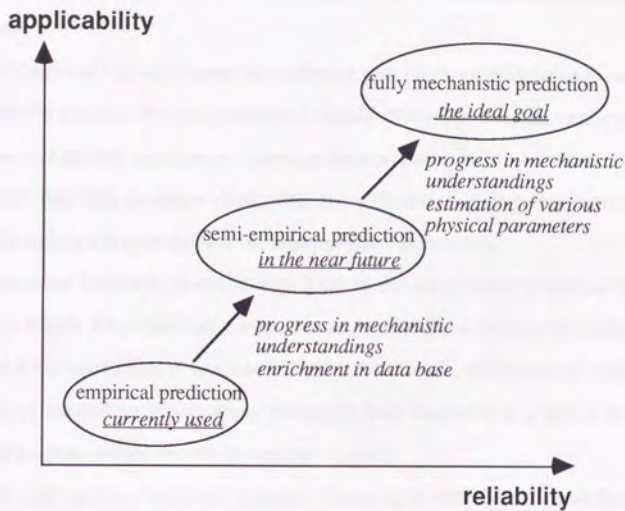 applicability
fully mechanistic prediction
the ideal goal
progress in mechanistic
understandings
estimation of various
physical parameters
semi-empirical prediction
in the near future
progress in mechanistic
understandings
enrichment in data base
empirical prediction
currently used
reliability